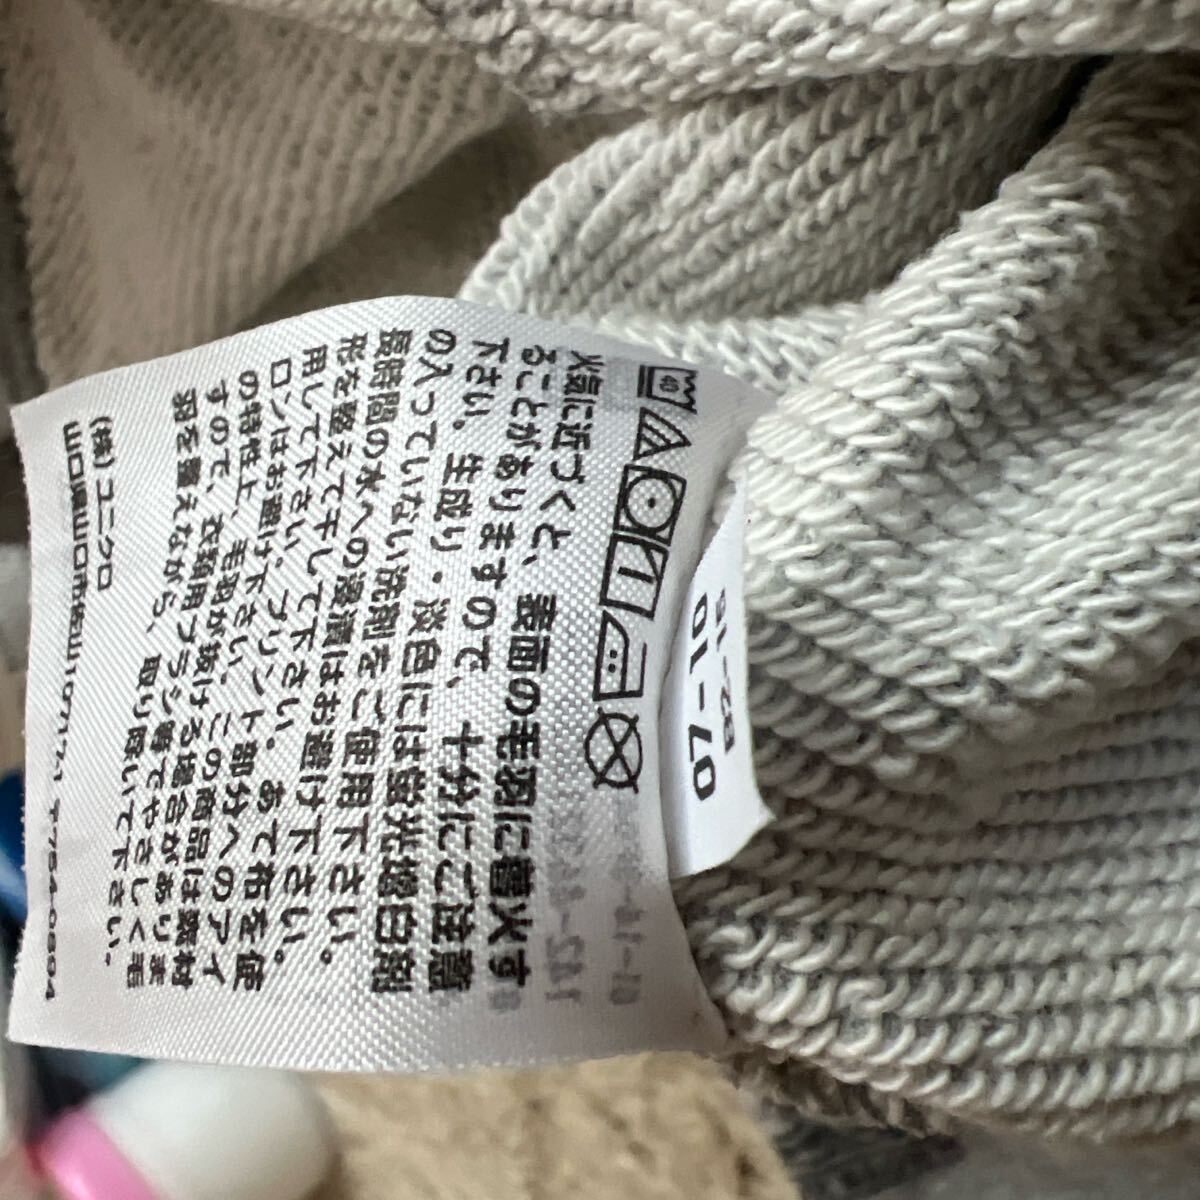 40
火気に近づくと、表面の毛羽に着火す
ることがありますので、十分にご注意
下さい。生成り・淡色には蛍光増白剤
の入っていない洗剤をご使用下さい。
長時間の水への浸漬はお避け下さい。
形を整えて干して下さい。あて布を使
用して下さい。プリント部分へのアイ
ロンはお避け下さい。この商品は素材
の特性上、毛羽が抜ける場合がありま
すので、衣類用ブラシ等でやさしく毛
羽を整えながら、取り除いて下さい。
(株)ユニクロ
山口県山口市佐山10717-1 〒754-0894
07-10